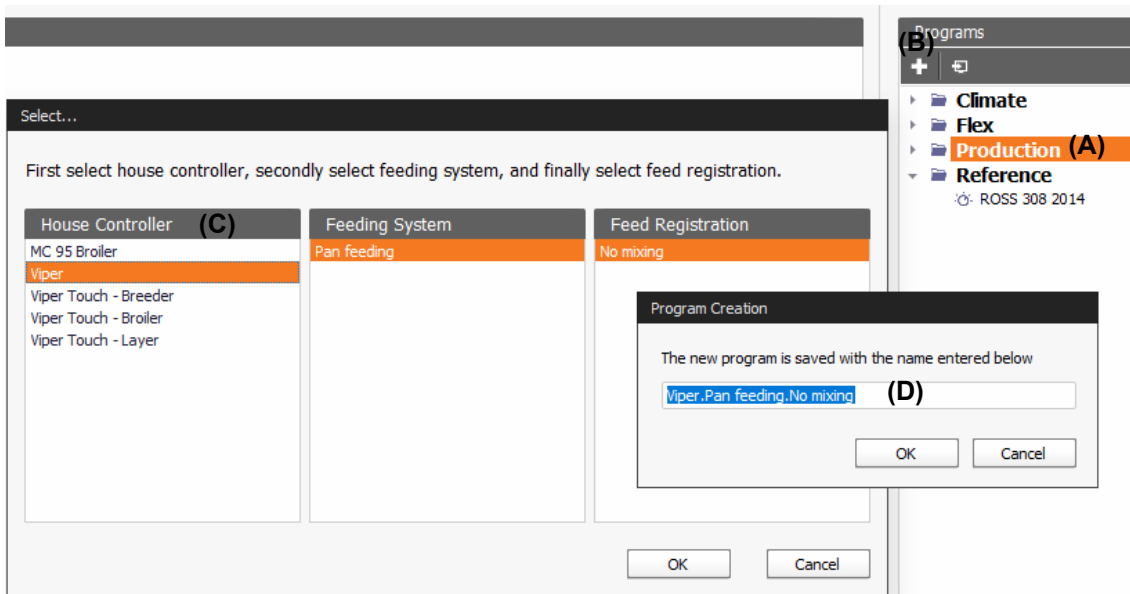 Programs
(B)
Climate
Flex
Production (A)
Reference
ROSS 308 2014
Select...
First select house controller, secondly select feeding system, and finally select feed registration.
House Controller (C)
MC 95 Broiler
Viper
Viper Touch - Breeder
Viper Touch - Broiler
Viper Touch - Layer
Feeding System
Pan feeding
Feed Registration
No mixing
Program Creation
The new program is saved with the name entered below
Viper.Pan feeding.No mixing (D)
OK Cancel
OK Cancel